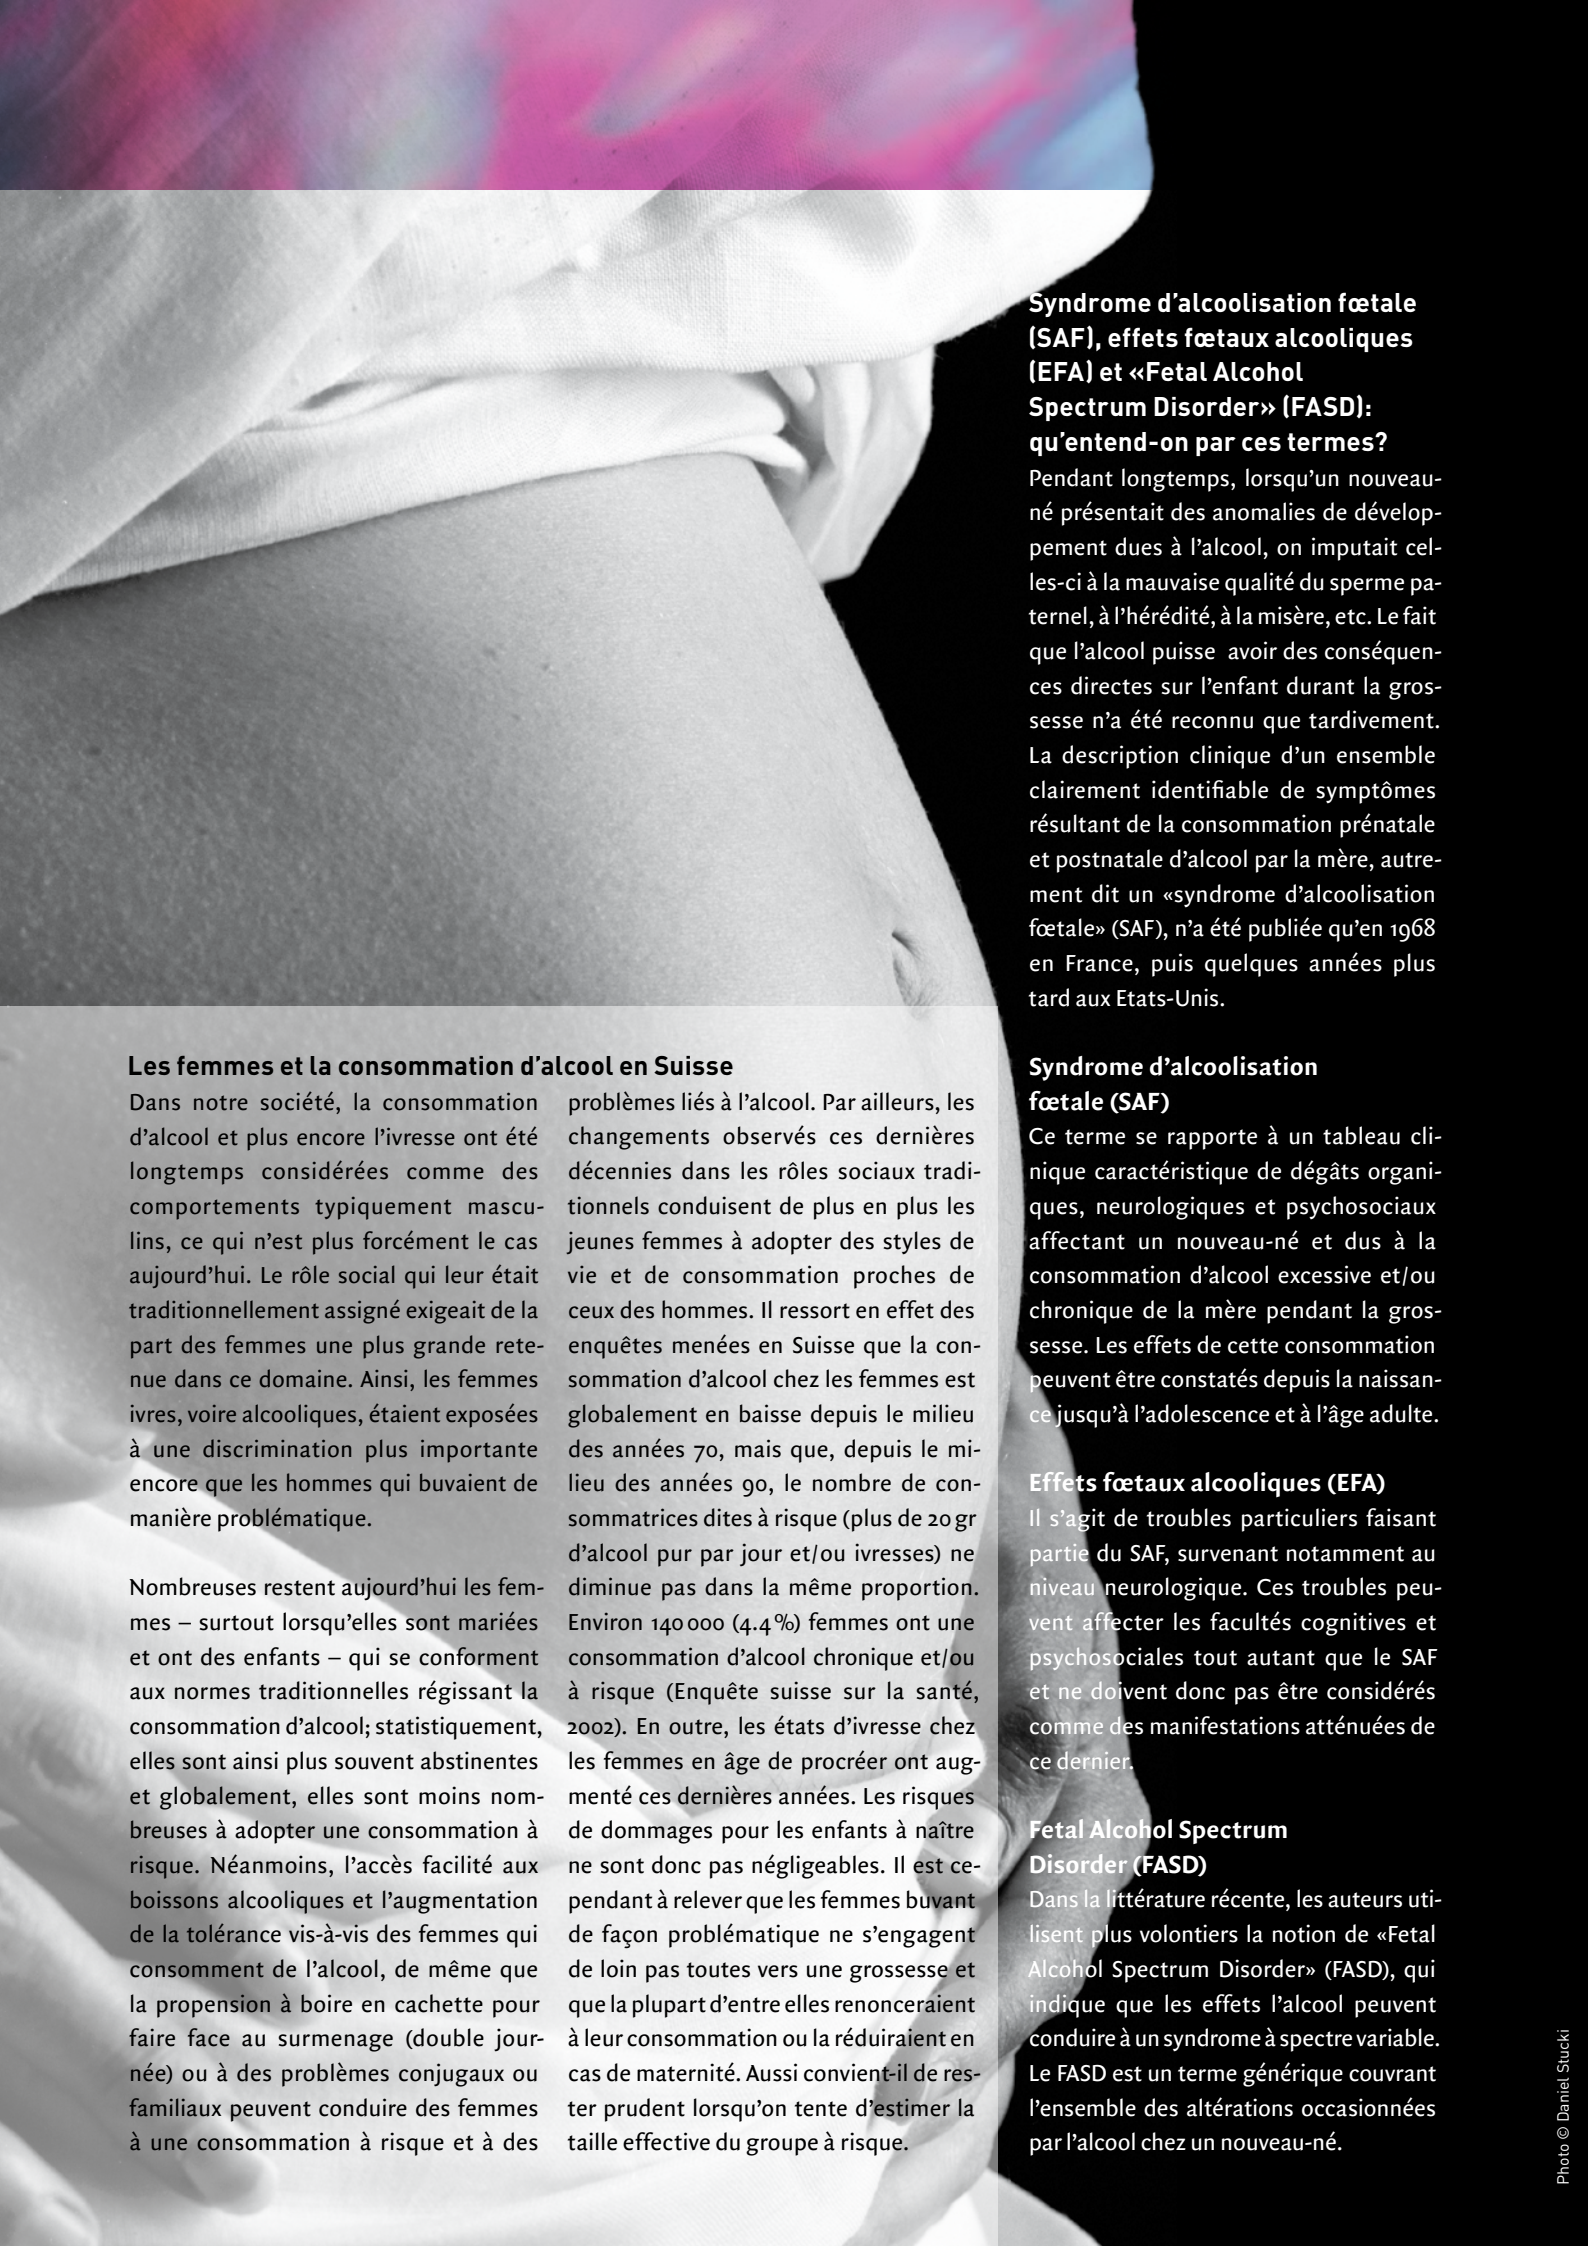 Les femmes et la consommation d’alcool en Suisse
Dans notre société, la consommation
d’alcool et plus encore l’ivresse ont été
longtemps considérées comme des
comportements typiquement mascu-
lins, ce qui n’est plus forcément le cas
aujourd’hui. Le rôle social qui leur était
traditionnellement assigné exigeait de la
part des femmes une plus grande rete-
nue dans ce domaine. Ainsi, les femmes
ivres, voire alcooliques, étaient exposées
à une discrimination plus importante
encore que les hommes qui buvaient de
manière problématique.
Nombreuses restent aujourd’hui les fem-
mes – surtout lorsqu’elles sont mariées
et ont des enfants – qui se conforment
aux normes traditionnelles régissant la
consommation d’alcool; statistiquement,
elles sont ainsi plus souvent abstinentes
et globalement, elles sont moins nom-
breuses à adopter une consommation à
risque. Néanmoins, l’accès facilité aux
boissons alcooliques et l’augmentation
de la tolérance vis-à-vis des femmes qui
consomment de l’alcool, de même que
la propension à boire en cachette pour
faire face au surmenage (double jour-
née) ou à des problèmes conjugaux ou
familiaux peuvent conduire des femmes
à une consommation à risque et à des
problèmes liés à l’alcool. Par ailleurs, les
changements observés ces dernières
décennies dans les rôles sociaux tradi-
tionnels conduisent de plus en plus les
jeunes femmes à adopter des styles de
vie et de consommation proches de
ceux des hommes. Il ressort en effet des
enquêtes menées en Suisse que la con-
sommation d’alcool chez les femmes est
globalement en baisse depuis le milieu
des années 70, mais que, depuis le mi-
lieu des années 90, le nombre de con-
sommatrices dites à risque (plus de 20 gr
d’alcool pur par jour et/ou ivresses) ne
diminue pas dans la même proportion.
Environ 140 000 (4.4 %) femmes ont une
consommation d’alcool chronique et/ou
à risque (Enquête suisse sur la santé,
2002). En outre, les états d’ivresse chez
les femmes en âge de procréer ont aug-
menté ces dernières années. Les risques
de dommages pour les enfants à naître
ne sont donc pas négligeables. Il est ce-
pendant à relever que les femmes buvant
de façon problématique ne s’engagent
de loin pas toutes vers une grossesse et
que la plupart d’entre elles renonceraient
à leur consommation ou la réduiraient en
cas de maternité. Aussi convient-il de res-
ter prudent lorsqu’on tente d’estimer la
taille effective du groupe à risque.
Syndrome d’alcoolisation fœtale
(SAF), effets fœtaux alcooliques
(EFA) et «Fetal Alcohol
Spectrum Disorder» (FASD):
qu’entend-on par ces termes?
Pendant longtemps, lorsqu’un nouveau-
né présentait des anomalies de dévelop-
pement dues à l’alcool, on imputait cel-
les-ci à la mauvaise qualité du sperme pa-
ternel, à l’hérédité, à la misère, etc. Le fait
que l’alcool puisse avoir des conséquen-
ces directes sur l’enfant durant la gros-
sesse n’a été reconnu que tardivement.
La description clinique d’un ensemble
clairement identifiable de symptômes
résultant de la consommation prénatale
et postnatale d’alcool par la mère, autre-
ment dit un «syndrome d’alcoolisation
fœtale» (SAF), n’a été publiée qu’en 1968
en France, puis quelques années plus
tard aux Etats-Unis.
Syndrome d’alcoolisation
fœtale (SAF)
Ce terme se rapporte à un tableau cli-
nique caractéristique de dégâts organi-
ques, neurologiques et psychosociaux
affectant un nouveau-né et dus à la
consommation d’alcool excessive et/ou
chronique de la mère pendant la gros-
sesse. Les effets de cette consommation
peuvent être constatés depuis la naissan-
ce jusqu’à l’adolescence et à l’âge adulte.
Effets fœtaux alcooliques (EFA)
Il s’agit de troubles particuliers faisant
partie du SAF, survenant notamment au
niveau neurologique. Ces troubles peu-
vent affecter les facultés cognitives et
psychosociales tout autant que le SAF
et ne doivent donc pas être considérés
comme des manifestations atténuées de
ce dernier.
Fetal Alcohol Spectrum
Disorder (FASD)
Dans la littérature récente, les auteurs uti-
lisent plus volontiers la notion de «Fetal
Alcohol Spectrum Disorder» (FASD), qui
indique que les effets l’alcool peuvent
conduire à un syndrome à spectre variable.
Le FASD est un terme générique couvrant
l’ensemble des altérations occasionnées
par l’alcool chez un nouveau-né.
Photo © Daniel Stucki